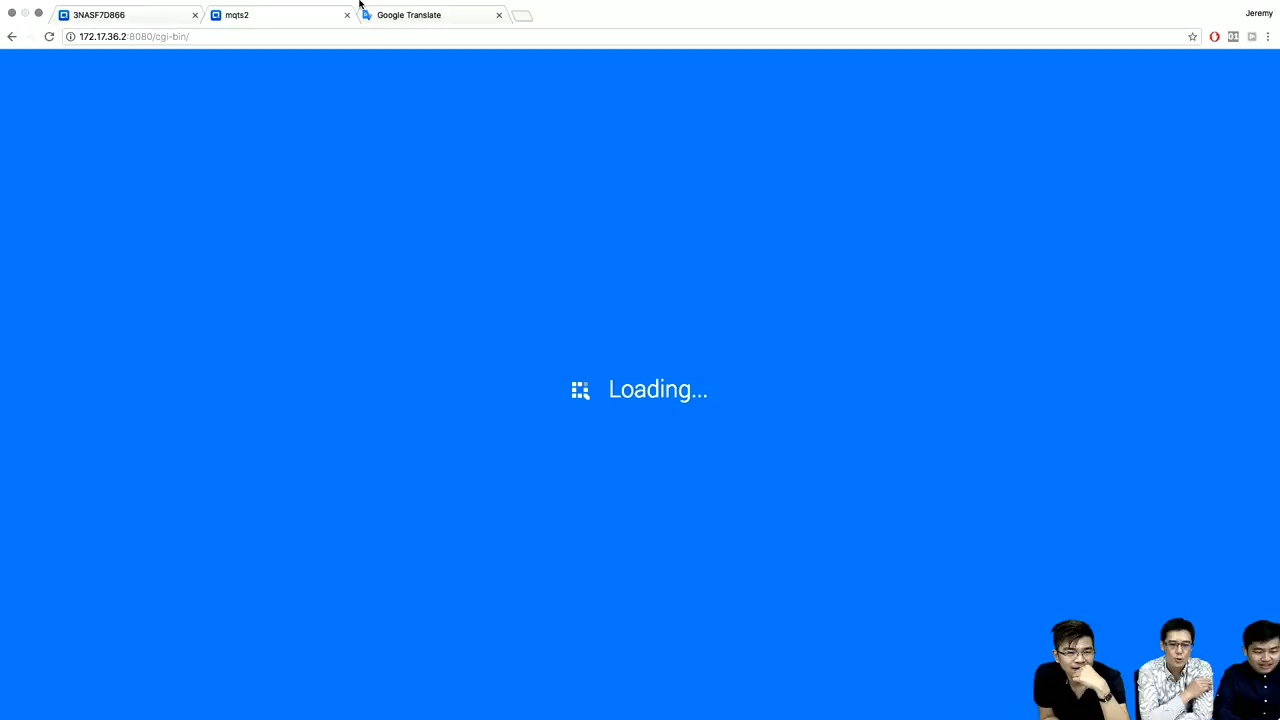 3NASF7D866
mqts2
Google Translate
Jeremy
172.17.36.2:8080/cgi-bin/
Loading...